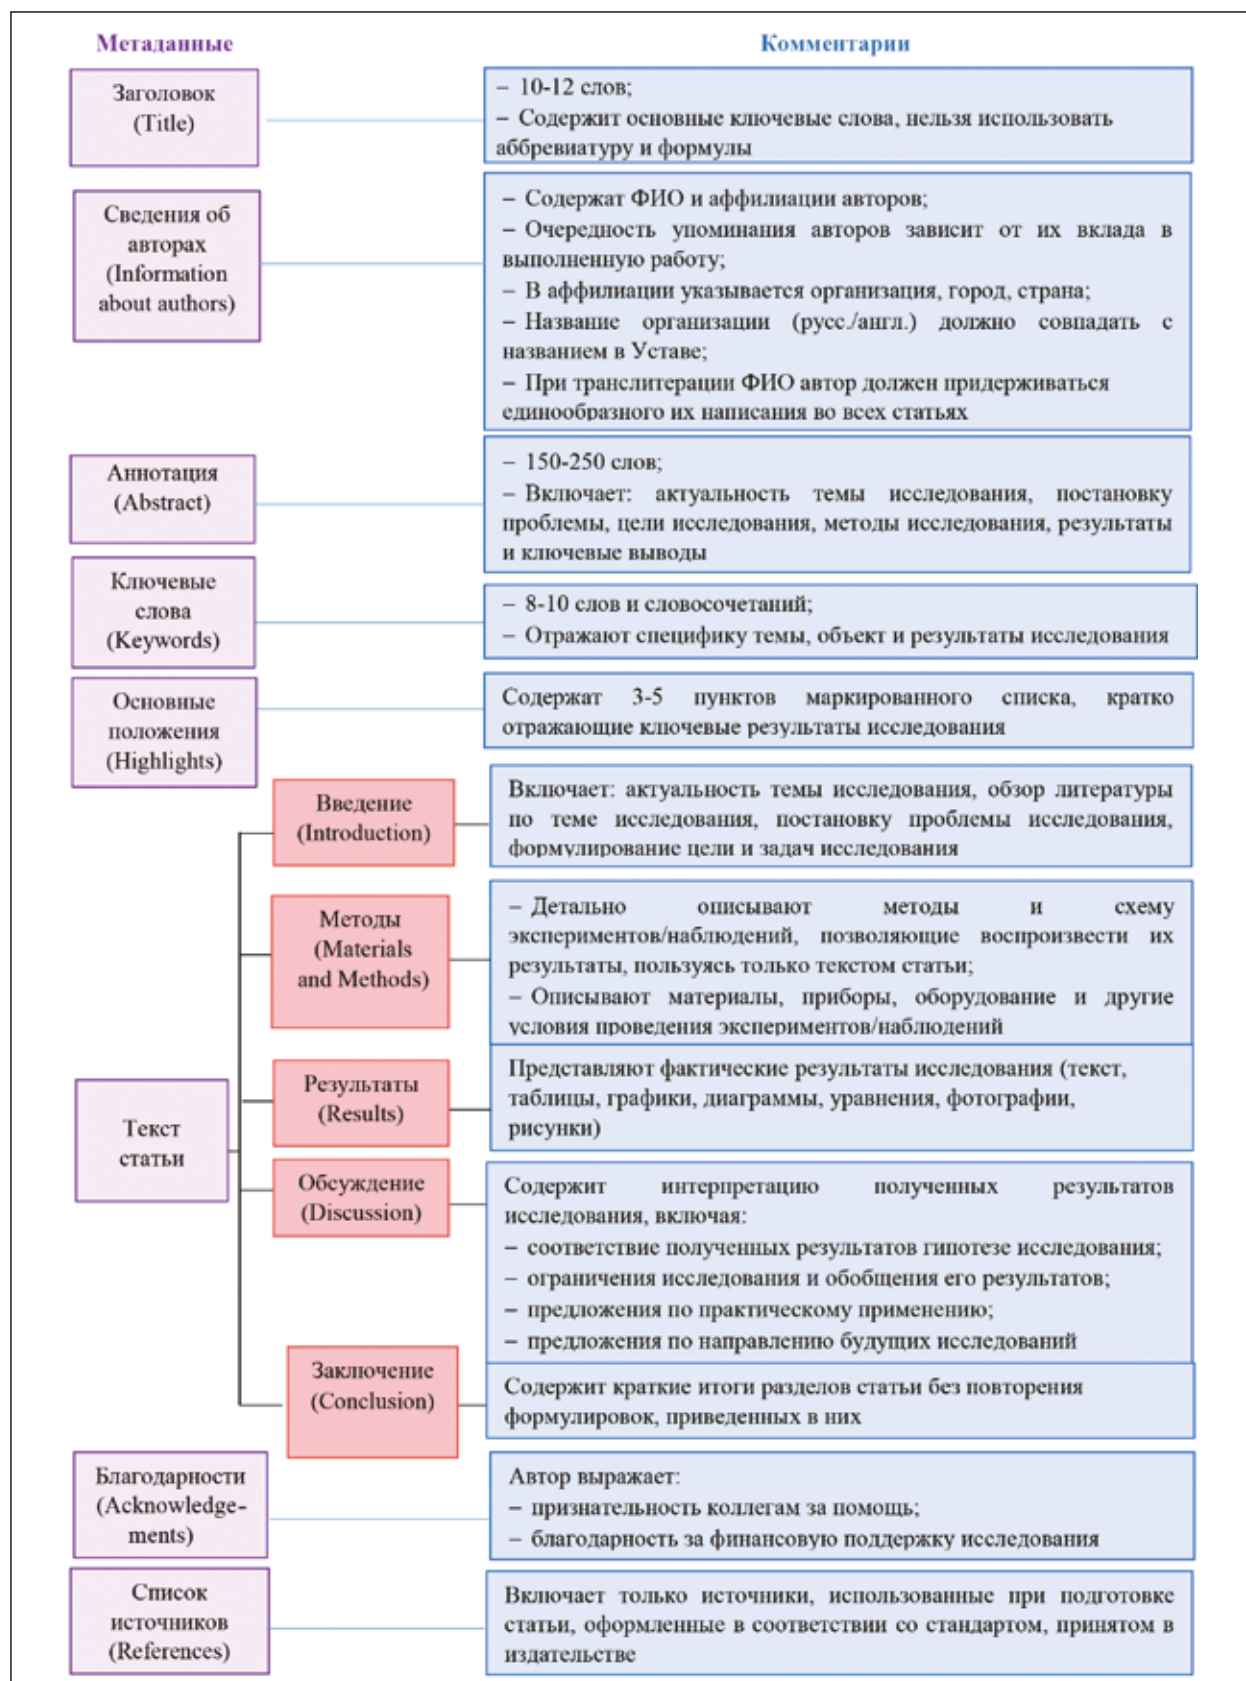 Метаданные
Комментарии
Заголовок
(Title)
– 10-12 слов;
– Содержит основные ключевые слова, нельзя использовать
аббревиатуру и формулы
Сведения об
авторах
(Information
about authors)
– Содержат ФИО и аффилиации авторов;
– Очередность упоминания авторов зависит от их вклада в
выполненную работу;
– В аффилиации указывается организация, город, страна;
– Название организации (русс./англ.) должно совпадать с
названием в Уставе;
– При транслитерации ФИО автор должен придерживаться
единообразного их написания во всех статьях
Аннотация
(Abstract)
– 150-250 слов;
– Включает: актуальность темы исследования, постановку
проблемы, цели исследования, методы исследования, результаты
и ключевые выводы
Ключевые
слова
(Keywords)
– 8-10 слов и словосочетаний;
– Отражают специфику темы, объект и результаты исследования
Основные
положения
(Highlights)
Содержат 3-5 пунктов маркированного списка, кратко
отражающие ключевые результаты исследования
Введение
(Introduction)
Включает: актуальность темы исследования, обзор литературы
по теме исследования, постановку проблемы исследования,
формулирование цели и задач исследования
Методы
(Materials
and Methods)
– Детально описывают методы и схему
экспериментов/наблюдений, позволяющие воспроизвести их
результаты, пользуясь только текстом статьи;
– Описывают материалы, приборы, оборудование и другие
условия проведения экспериментов/наблюдений
Результаты
(Results)
Представляют фактические результаты исследования (текст,
таблицы, графики, диаграммы, уравнения, фотографии,
рисунки)
Текст
статьи
Обсуждение
(Discussion)
Содержит интерпретацию полученных результатов
исследования, включая:
– соответствие полученных результатов гипотезе исследования;
– ограничения исследования и обобщения его результатов;
– предложения по практическому применению;
– предложения по направлению будущих исследований
Заключение
(Conclusion)
Содержит краткие итоги разделов статьи без повторения
формулировок, приведенных в них
Благодарности
(Acknowledge-
ments)
Автор выражает:
– признательность коллегам за помощь;
– благодарность за финансовую поддержку исследования
Список
источников
(References)
Включает только источники, использованные при подготовке
статьи, оформленные в соответствии со стандартом, принятом в
издательстве